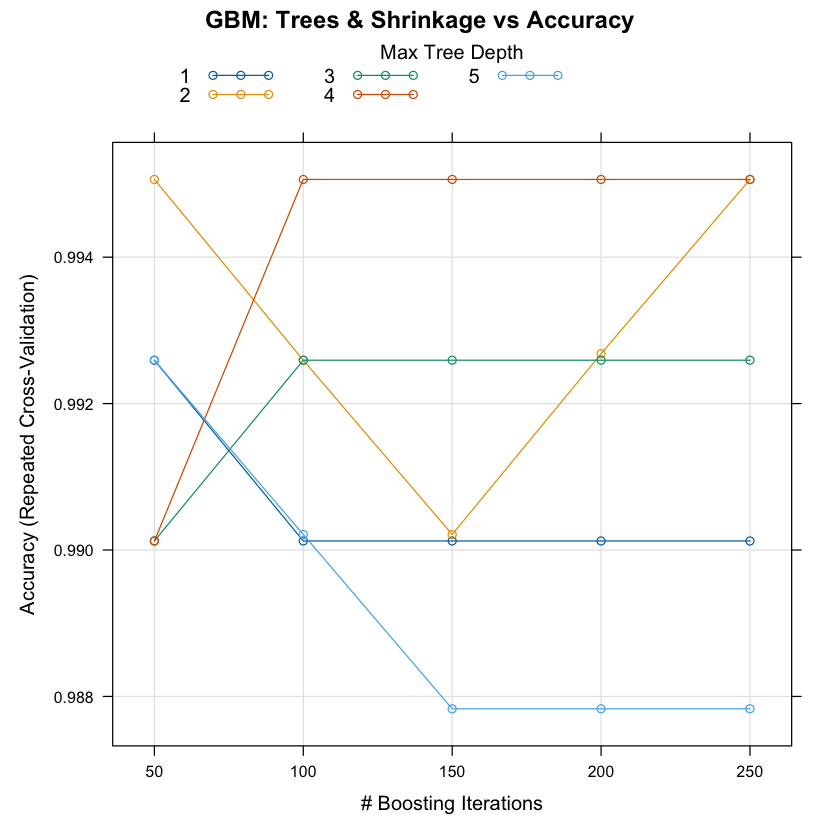 GBM: Trees & Shrinkage vs Accuracy
Max Tree Depth
1 3 5
2 4
Accuracy (Repeated Cross-Validation)
0.994
0.992
0.990
0.988
50 100 150 200 250
# Boosting Iterations